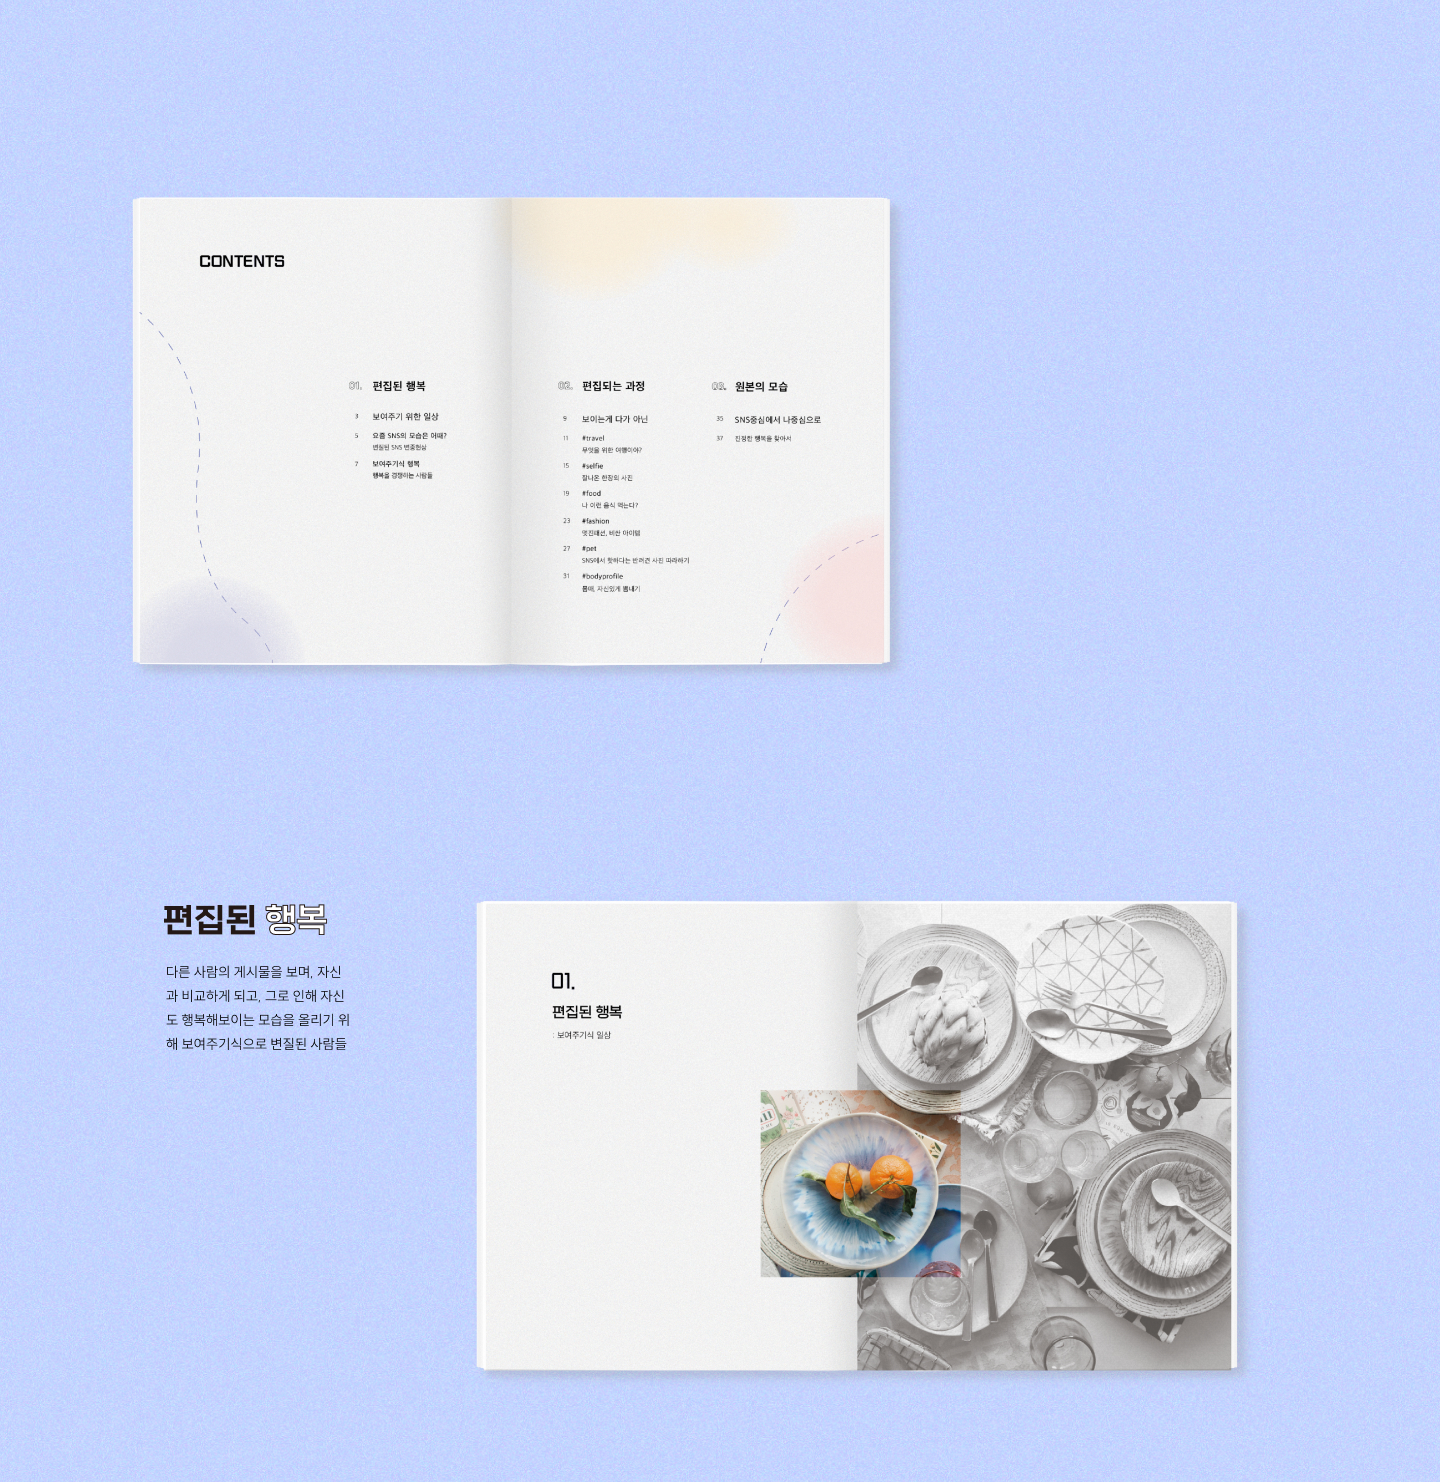 CONTENTS
01. 편집된 행복
3 보여주기 위한 일상
5 요즘 SNS의 모습은 어때?
변질된 SNS 변종현상
7 보여주기식 행복
행복을 경쟁하는 사람들
02. 편집되는 과정
9 보이는게 다가 아닌
11 #travel
무엇을 위한 여행이야?
15 #selfie
잘나온 한장의 사진
19 #food
나 이런 음식 먹는다?
23 #fashion
멋진패션, 비싼 아이템
27 #pet
SNS에서 핫하다는 반려견 사진 따라하기
31 #bodyprofile
몸매, 자신있게 뽐내기
03. 원본의 모습
35 SNS중심에서 나중심으로
37 진정한 행복을 찾아서
편집된 행복
다른 사람의 게시물을 보며, 자신
과 비교하게 되고, 그로 인해 자신
도 행복해보이는 모습을 올리기 위
해 보여주기식으로 변질된 사람들
01.
편집된 행복
: 보여주기식 일상